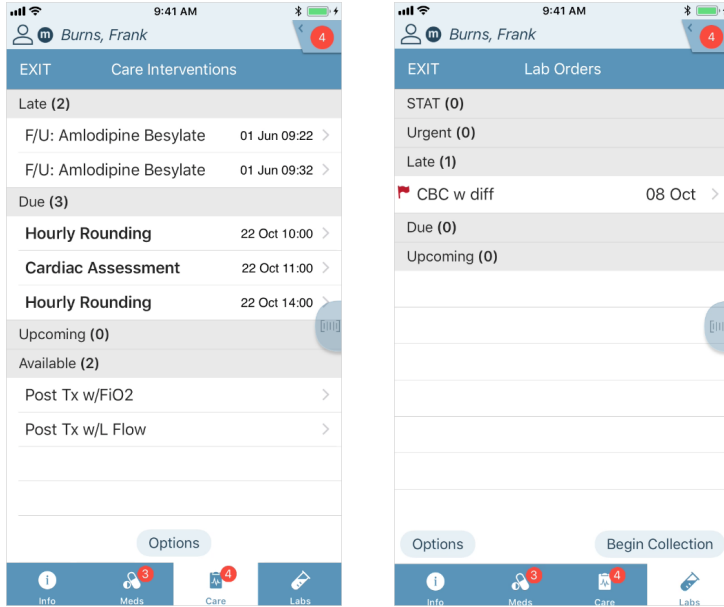 9:41 AM
m Burns, Frank
4
EXIT Care Interventions
Late (2)
F/U: Amlodipine Besylate 01 Jun 09:22
F/U: Amlodipine Besylate 01 Jun 09:32
Due (3)
Hourly Rounding 22 Oct 10:00
Cardiac Assessment 22 Oct 11:00
Hourly Rounding 22 Oct 14:00
Upcoming (0)
Available (2)
Post Tx w/FiO2
Post Tx w/L Flow
Options
3 4
Info Meds Care Labs
9:41 AM
m Burns, Frank
4
EXIT Lab Orders
STAT (0)
Urgent (0)
Late (1)
CBC w diff 08 Oct
Due (0)
Upcoming (0)
Options Begin Collection
3 4
Info Meds Care Labs